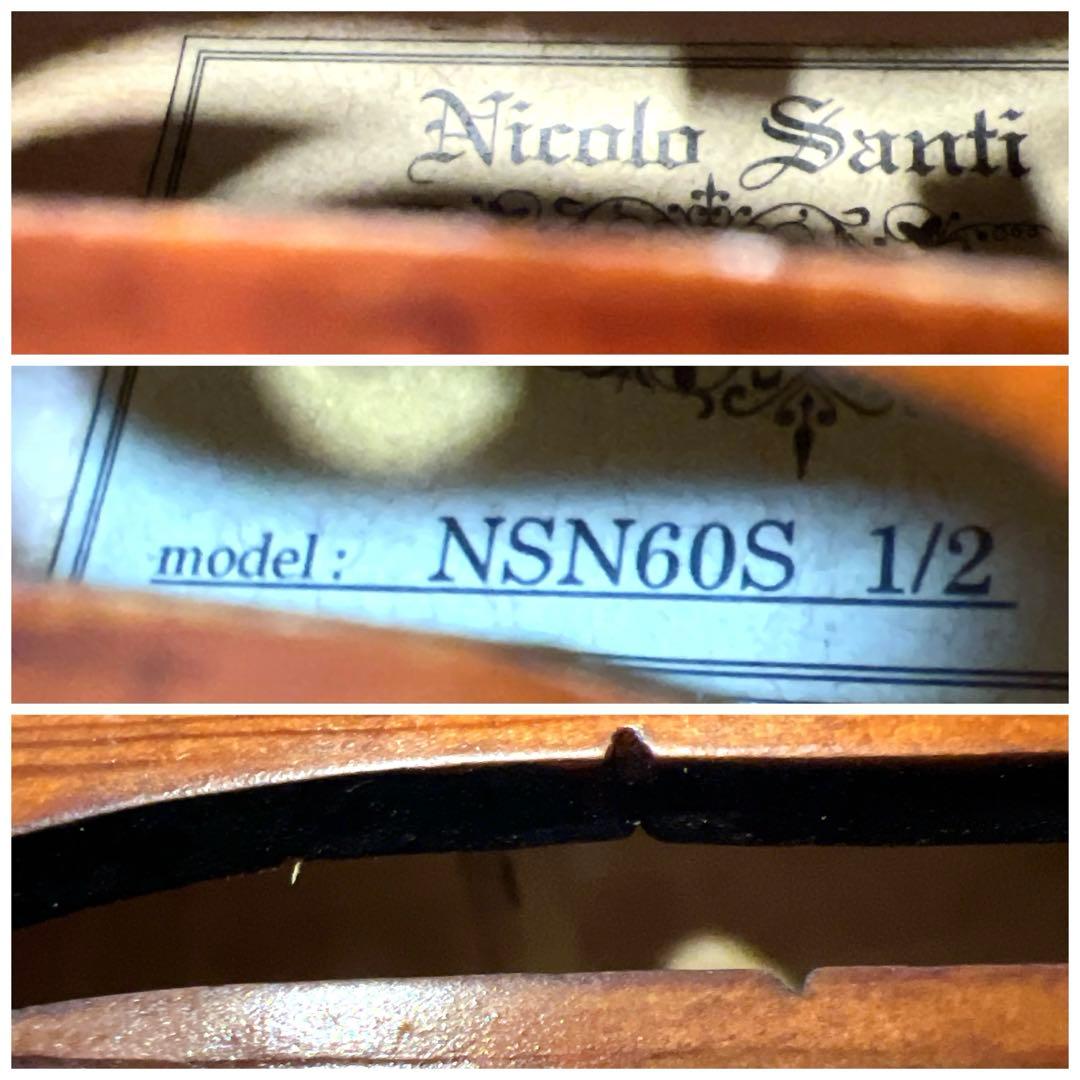 Nicolo Santi
model : NSN60S 1/2